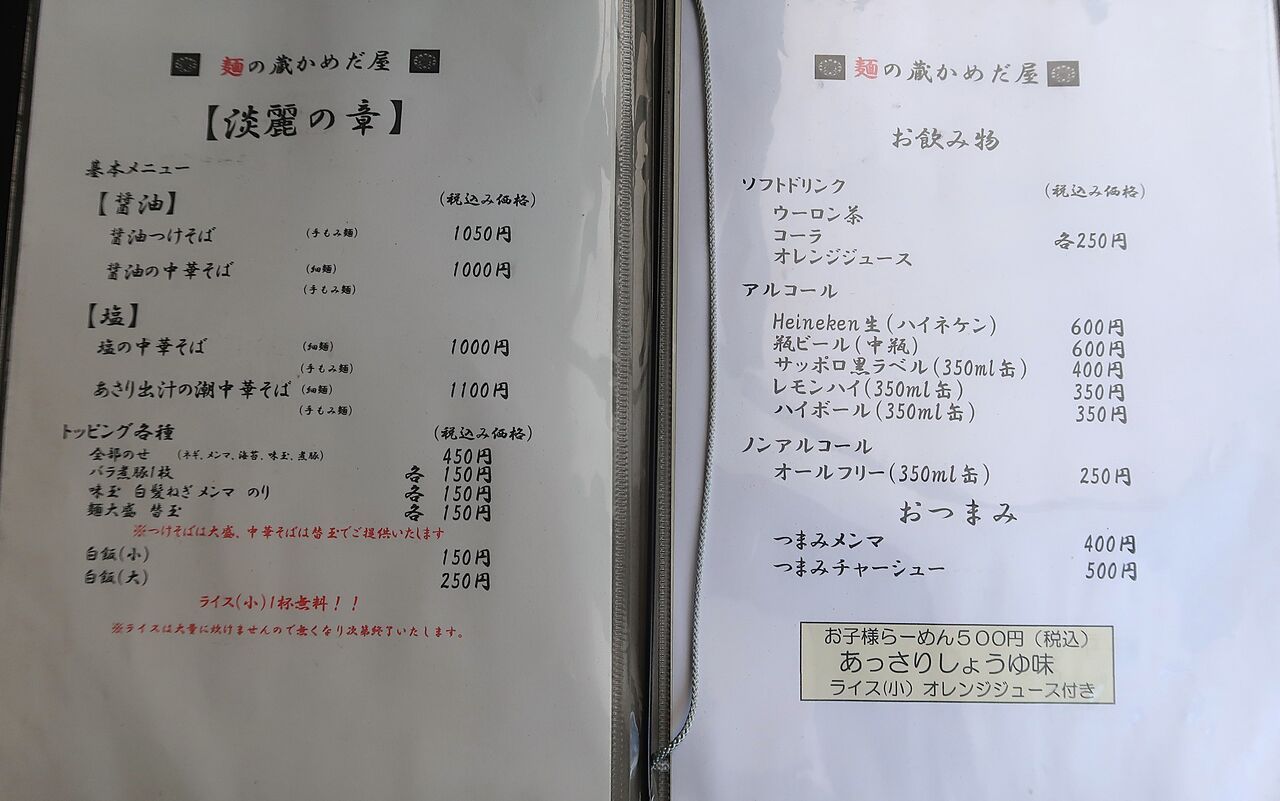 麺の蔵かめだ屋
【淡麗の章】
基本メニュー
【醤油】 (税込み価格)
醤油つけそば (手もみ麺) 1050円
醤油の中華そば (細麺) 1000円
(手もみ麺)
【塩】
塩の中華そば (細麺) 1000円
(手もみ麺)
あさり出汁の潮中華そば (細麺) 1100円
(手もみ麺)
トッピング各種 (税込み価格)
全部のせ (ネギ、メンマ、海苔、味玉、煮豚) 450円
バラ煮豚1枚 各 150円
味玉 白髪ねぎ メンマ のり 各 150円
麺大盛 替玉 各 150円
※つけそばは大盛、中華そばは替玉でご提供いたします
白飯(小) 150円
白飯(大) 250円
ライス(小)1杯無料！！
※ライスは大量に炊けませんので無くなり次第終了いたします。
麺の蔵かめだ屋
お飲み物
ソフトドリンク (税込み価格)
ウーロン茶
コーラ 各250円
オレンジジュース
アルコール
Heineken生(ハイネケン) 600円
瓶ビール(中瓶) 600円
サッポロ黒ラベル(350ml缶) 400円
レモンハイ(350ml缶) 350円
ハイボール(350ml缶) 350円
ノンアルコール
オールフリー(350ml缶) 250円
おつまみ
つまみメンマ 400円
つまみチャーシュー 500円
お子様らーめん５００円（税込）
あっさりしょうゆ味
ライス(小) オレンジジュース付き